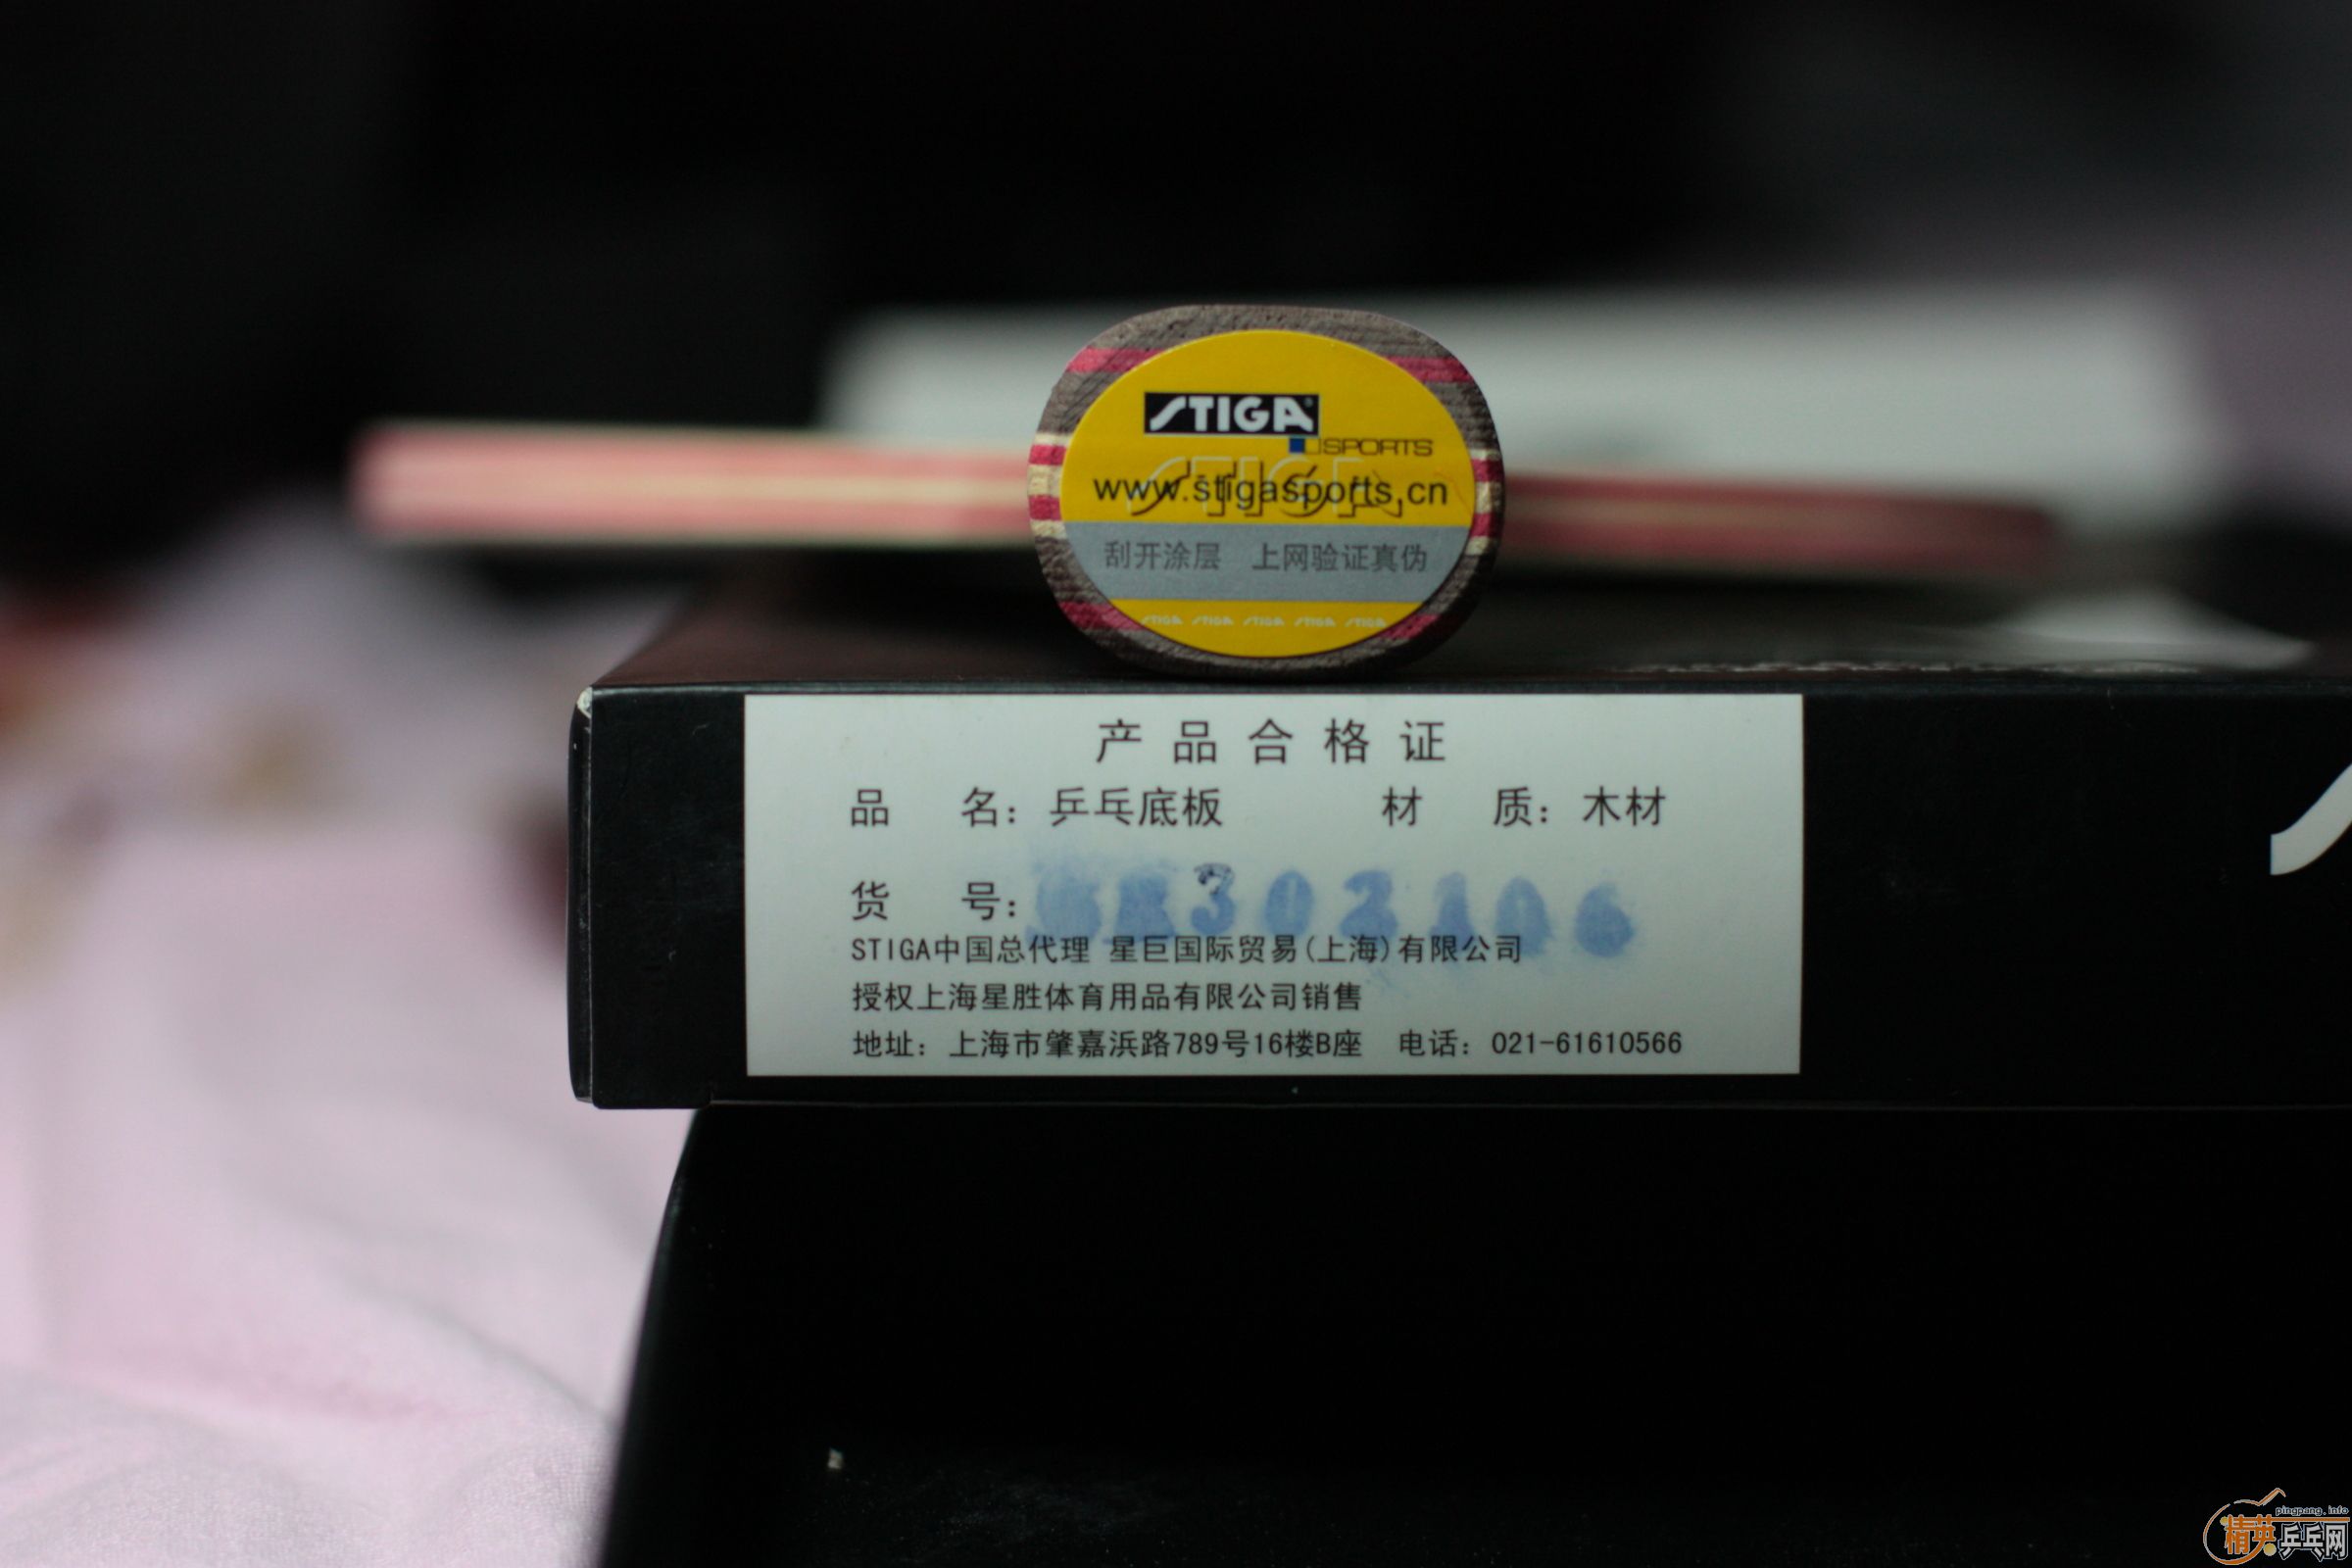 STIGA
SPORTS
STIGA
www.stigasports.cn
刮开涂层 上网验证真伪
STIGA STIGA STIGA STIGA STIGA
产品合格证
品 名：乒乓底板 材 质：木材
货 号：
STIGA中国总代理 星巨国际贸易(上海)有限公司
授权上海星胜体育用品有限公司销售
地址：上海市肇嘉浜路789号16楼B座 电话：021-61610566
pingpang.info
精英乒乓网